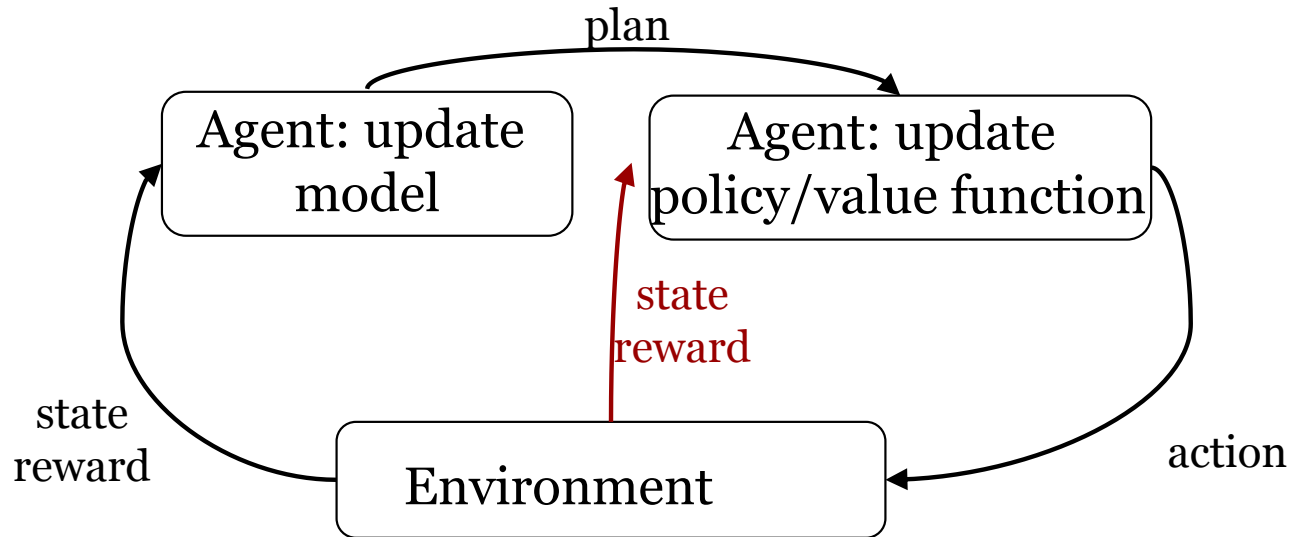 plan
Agent: update
model
Agent: update
policy/value function
state
reward
state
reward
action
Environment